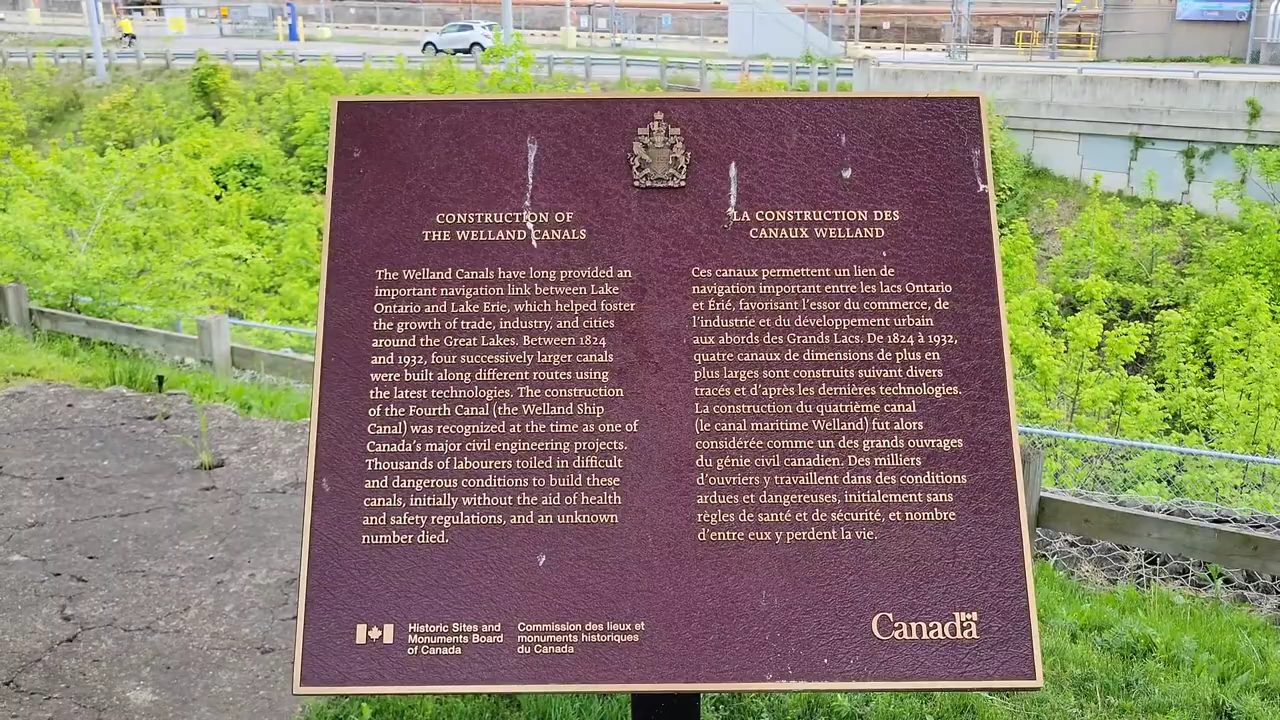 CONSTRUCTION OF
THE WELLAND CANALS
The Welland Canals have long provided an
important navigation link between Lake
Ontario and Lake Erie, which helped foster
the growth of trade, industry, and cities
around the Great Lakes. Between 1824
and 1932, four successively larger canals
were built along different routes using
the latest technologies. The construction
of the Fourth Canal (the Welland Ship
Canal) was recognized at the time as one of
Canada's major civil engineering projects.
Thousands of labourers toiled in difficult
and dangerous conditions to build these
canals, initially without the aid of health
and safety regulations, and an unknown
number died.
LA CONSTRUCTION DES
CANAUX WELLAND
Ces canaux permettent un lien de
navigation important entre les lacs Ontario
et Érié, favorisant l'essor du commerce, de
l'industrie et du développement urbain
aux abords des Grands Lacs. De 1824 à 1932,
quatre canaux de dimensions de plus en
plus larges sont construits suivant divers
tracés et d'après les dernières technologies.
La construction du quatrième canal
(le canal maritime Welland) fut alors
considérée comme un des grands ouvrages
du génie civil canadien. Des milliers
d'ouvriers y travaillent dans des conditions
ardues et dangereuses, initialement sans
règles de santé et de sécurité, et nombre
d'entre eux y perdent la vie.
Historic Sites and
Monuments Board
of Canada
Commission des lieux et
monuments historiques
du Canada
Canada